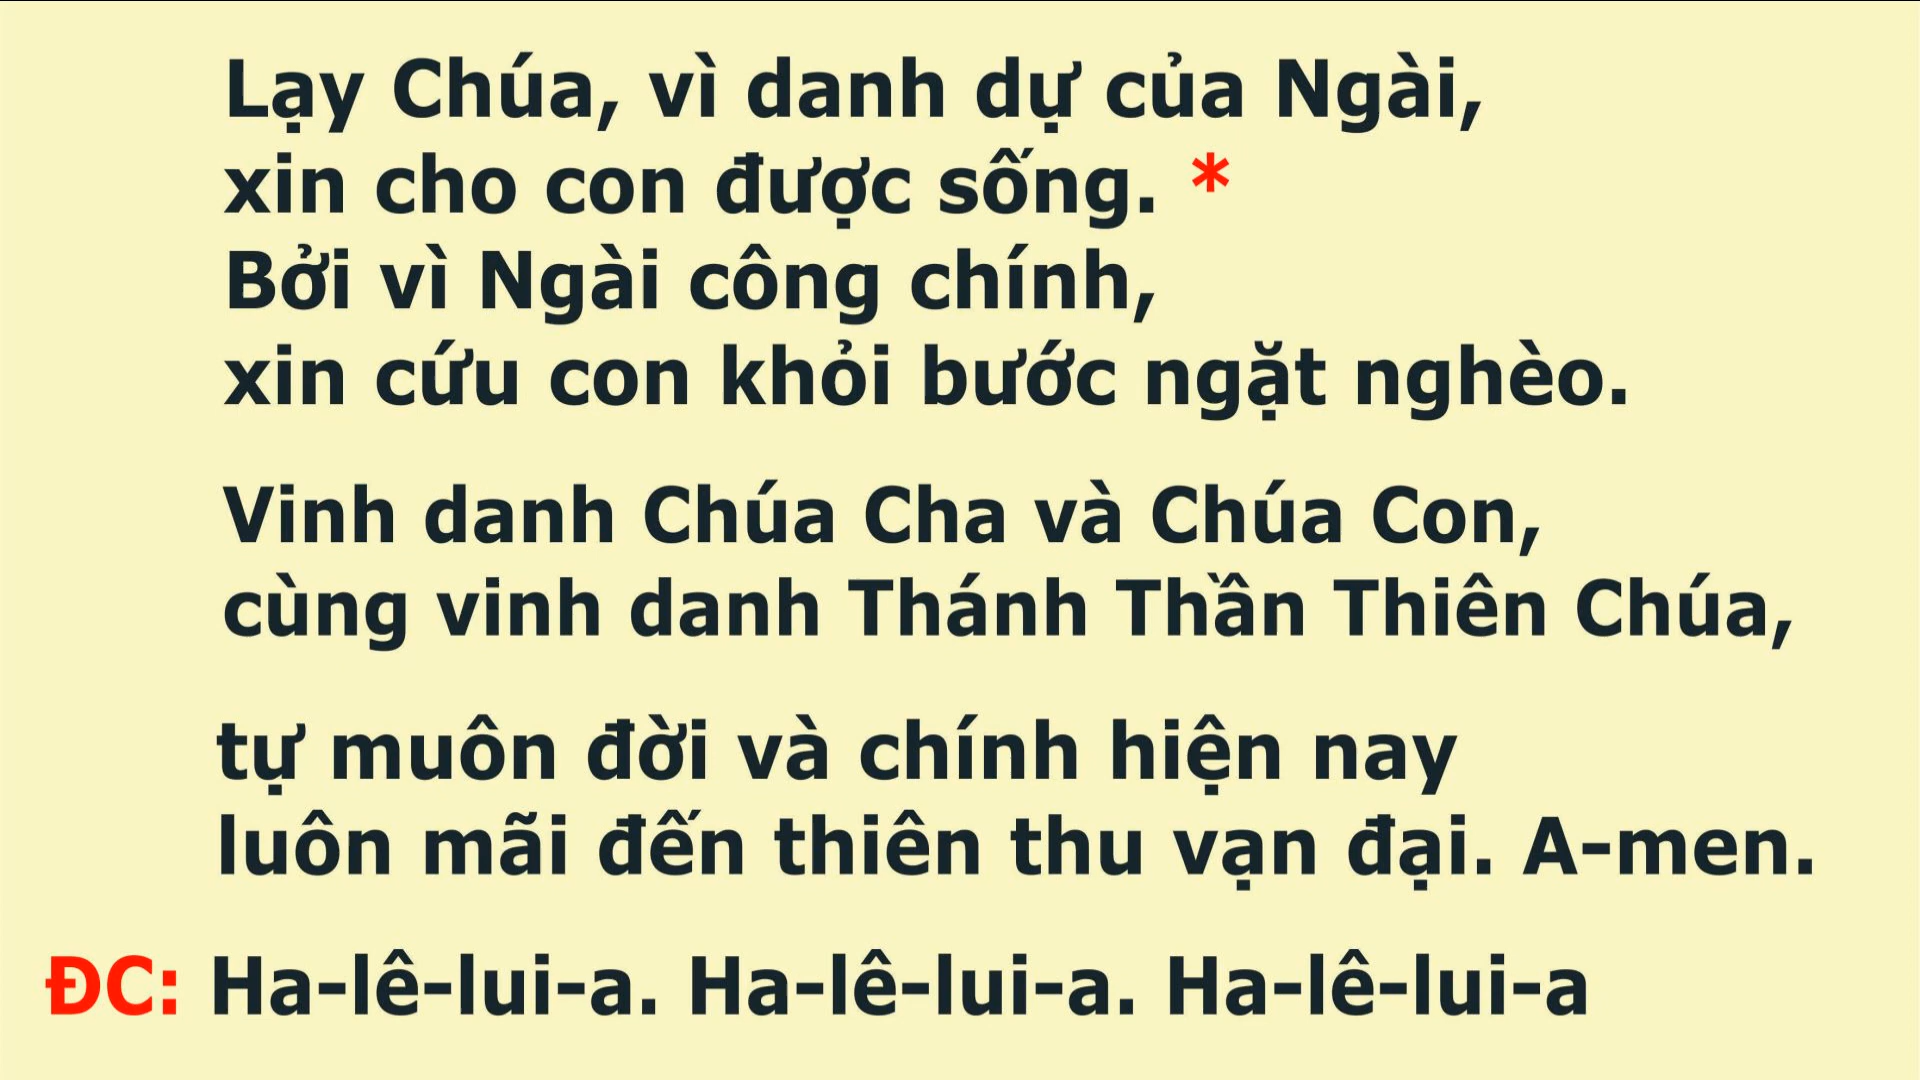 Lạy Chúa, vì danh dự của Ngài,
xin cho con được sống. *
Bởi vì Ngài công chính,
xin cứu con khỏi bước ngặt nghèo.
Vinh danh Chúa Cha và Chúa Con,
cùng vinh danh Thánh Thần Thiên Chúa,
tự muôn đời và chính hiện nay
luôn mãi đến thiên thu vạn đại. A-men.
ĐC: Ha-lê-lui-a. Ha-lê-lui-a. Ha-lê-lui-a